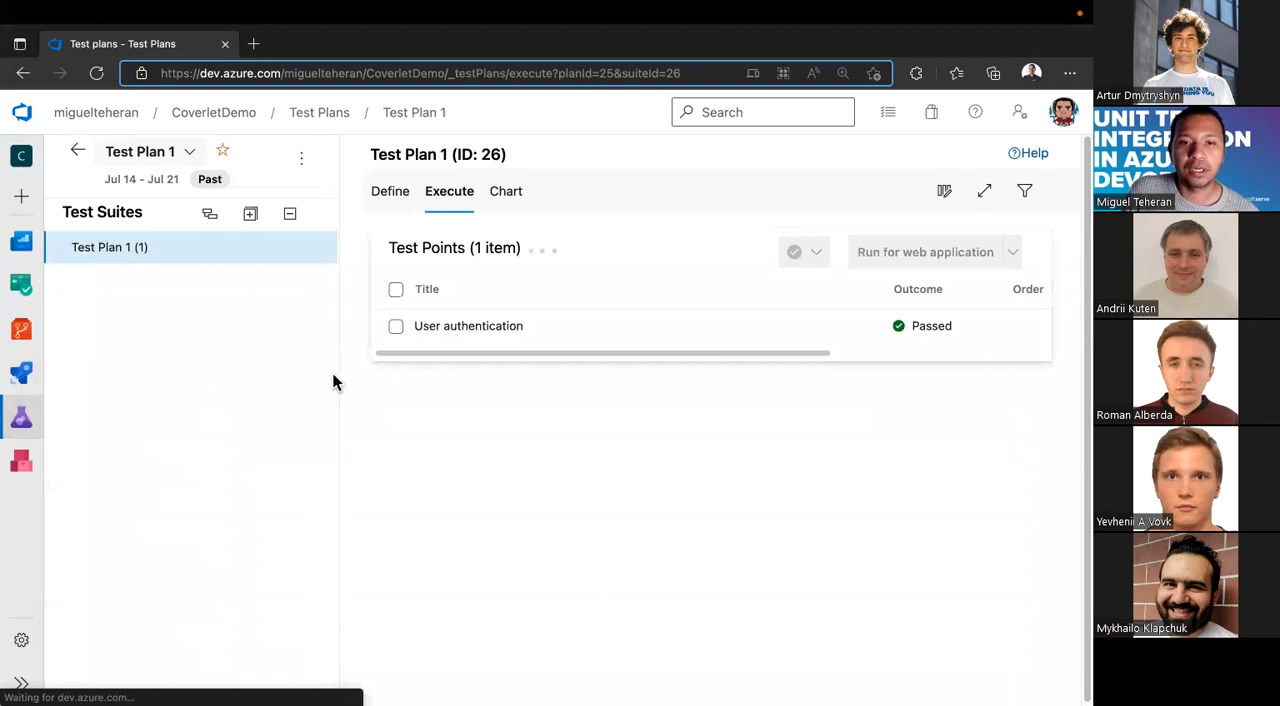 Test plans - Test Plans
https://dev.azure.com/miguelteheran/CoverletDemo/_testPlans/execute?planId=25&suiteId=26
miguelteheran / CoverletDemo / Test Plans / Test Plan 1
Search
C
Test Plan 1
Jul 14 - Jul 21 Past
Test Suites
Test Plan 1 (1)
Test Plan 1 (ID: 26)
Help
Define Execute Chart
Test Points (1 item)
Run for web application
Title Outcome Order
User authentication Passed
Waiting for dev.azure.com...
Artur Dmytryshyn
UNIT TE
INTEGR ON
IN AZU
DEVO
Miguel Teheran
Andrii Kuten
Roman Alberda
Yevhenii A Vovk
Mykhailo Klapchuk